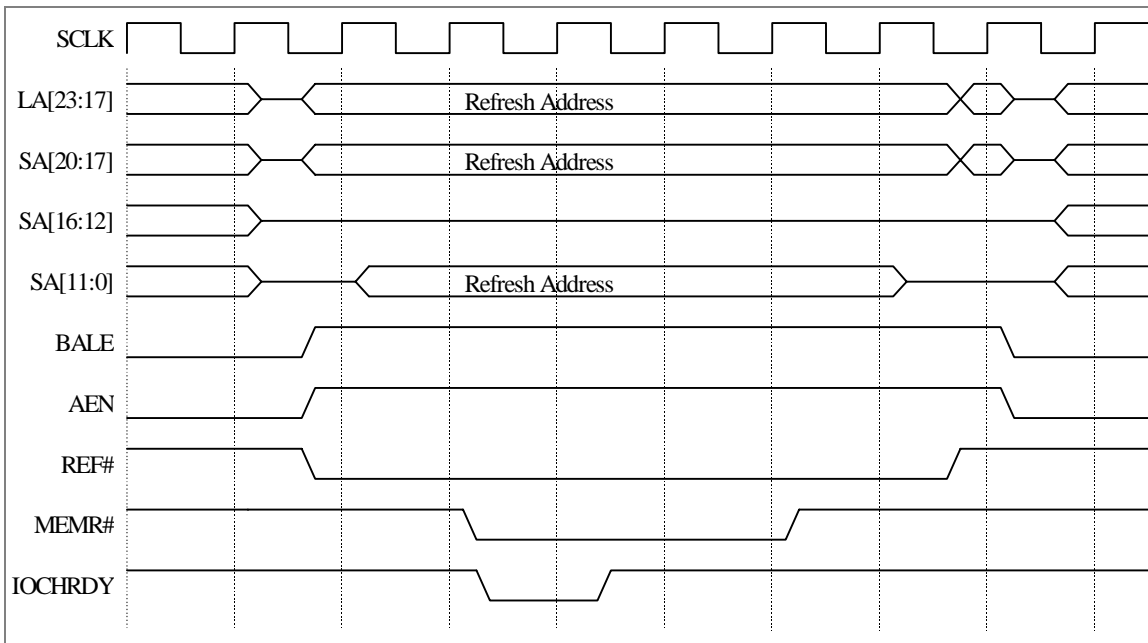 SCLK
LA[23:17]
Refresh Address
SA[20:17]
Refresh Address
SA[16:12]
SA[11:0]
Refresh Address
BALE
AEN
REF#
MEMR#
IOCHRDY